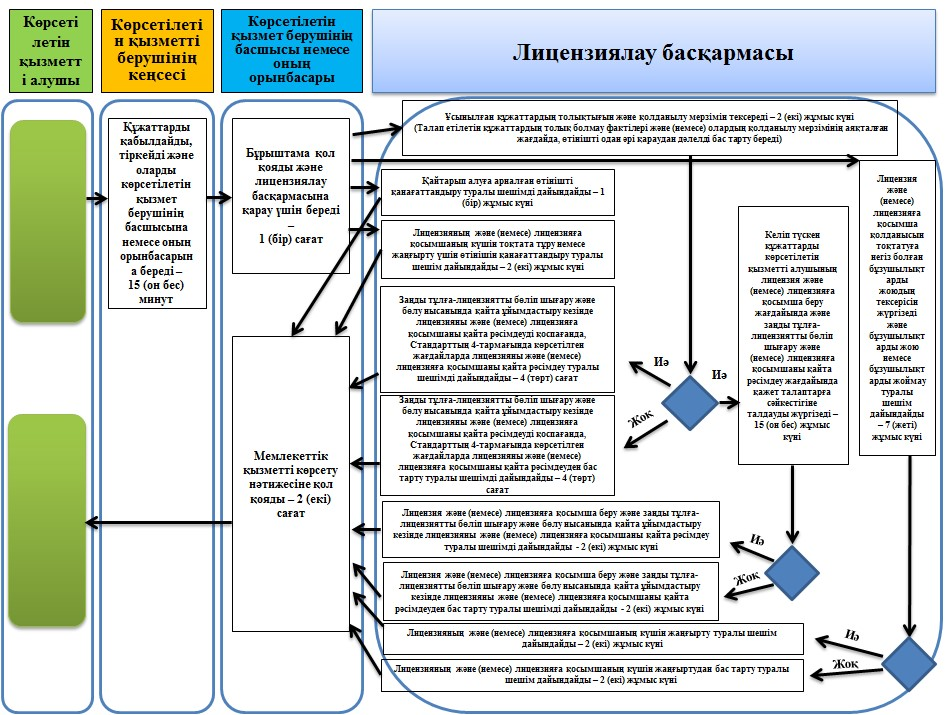 Көрсеті
летін
қызметт
і алушы
Көрсетілеті
н қызметті
берушінің
кеңсесі
Көрсетілетін
қызмет берушінің
басшысы немесе
оның
орынбасары
Лицензиялау басқармасы
Құжаттарды
қабылдайды,
тіркейді және
оларды
көрсетілетін
қызмет
берушінің
басшысына
немесе оның
орынбасарын
а береді –
15 (он бес)
минут
Бұрыштама қол
қояды және
лицензиялау
басқармасына
қарау үшін береді
–
1 (бір) сағат
Ұсынылған құжаттардың толықтығын және қолданылу мерзімін тексереді – 2 (екі) жұмыс күні
(Талап етілетін құжаттардың толық болмау фактілері және (немесе) олардың қолданылу мерзімінің аяқталған
жағдайда, өтінішті одан әрі қараудан дәлелді бас тарту береді)
Қайтарып алуға арналған өтінішті
қанағаттандыру туралы шешімді дайындайды – 1
(бір) жұмыс күні
Лицензияның және (немесе) лицензияға
қосымшаның күшін тоқтата тұру немесе
жаңғырту үшін өтінішін қанағаттандыру туралы
шешім дайындайды – 2 (екі) жұмыс күні
Заңды тұлға-лицензиятты бөліп шығару және
бөлу нысанында қайта ұйымдастыру кезінде
лицензияны және (немесе) лицензияға
қосымшаны қайта рәсімдеуді қоспағанда,
Стандарттың 4-тармағында көрсетілген
жағдайларда лицензияны және (немесе)
лицензияға қосымшаны қайта рәсімдеу туралы
шешімді дайындайды – 4 (төрт) сағат
Заңды тұлға-лицензиятты бөліп шығару және
бөлу нысанында қайта ұйымдастыру кезінде
лицензияны және (немесе) лицензияға
қосымшаны қайта рәсімдеуді қоспағанда,
Стандарттың 4-тармағында көрсетілген
жағдайларда лицензияны және (немесе)
лицензияға қосымшаны қайта рәсімдеуден бас
тарту туралы шешімді дайындайды – 4 (төрт)
сағат
Иә
Иә
Жоқ
Келіп түскен
құжаттарды
көрсетілетін
қызметті алушының
лицензия және
(немесе) лицензияға
қосымша беру
жағдайында және
заңды тұлға-
лицензиятты бөліп
шығару және
(немесе) лицензияға
қосымшаны қайта
рәсімдеу жағдайында
қажет талаптарға
сәйкестігіне
талдауды жүргізеді –
15 (он бес) жұмыс
күні
Лицензия
және
(немесе)
лицензияға
қосымша
қолданысын
тоқтатуға
негіз болған
бұзушылықт
арды
жоюдың
тексерісін
жүргізеді
және
бұзушылықт
арды жою
немесе
бұзушылықт
арды жоймау
туралы
шешім
дайындайды
– 7 (жеті)
жұмыс күні
Мемлекеттік
қызметті көрсету
нәтижесіне қол
қояды – 2 (екі)
сағат
Лицензия және (немесе) лицензияға қосымша беру және заңды тұлға-
лицензиятты бөліп шығару және бөлу нысанында қайта ұйымдастыру
кезінде лицензияны және (немесе) лицензияға қосымшаны қайта рәсімдеу
туралы шешімді дайындайды - 2 (екі) жұмыс күні
Иә
Жоқ
Лицензия және (немесе) лицензияға қосымша беру және заңды тұлға-
лицензиятты бөліп шығару және бөлу нысанында қайта ұйымдастыру
кезінде лицензияны және (немесе) лицензияға қосымшаны қайта
рәсімдеуден бас тарту туралы шешімді дайындайды - 2 (екі) жұмыс күні
Лицензияның және (немесе) лицензияға қосымшаның күшін жаңғырту туралы шешім
дайындайды – 2 (екі) жұмыс күні
Иә
Жоқ
Лицензияның және (немесе) лицензияға қосымшаның күшін жаңғыртудан бас тарту туралы
шешім дайындайды – 2 (екі) жұмыс күні